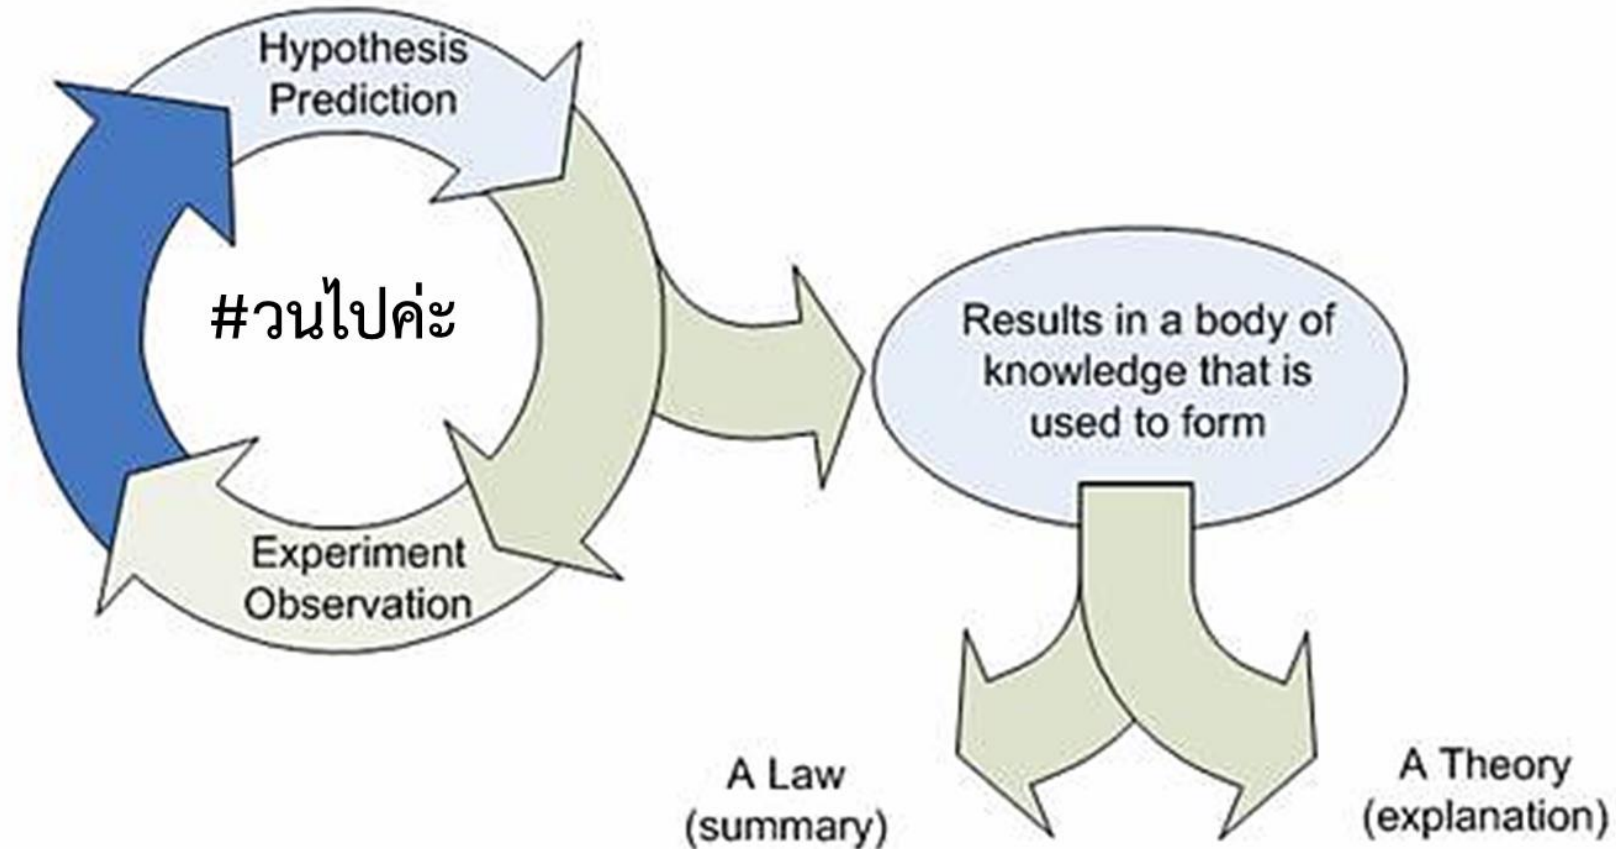 Hypothesis
Prediction
#วนไปค่ะ
Experiment
Observation
Results in a body of
knowledge that is
used to form
A Law
(summary)
A Theory
(explanation)